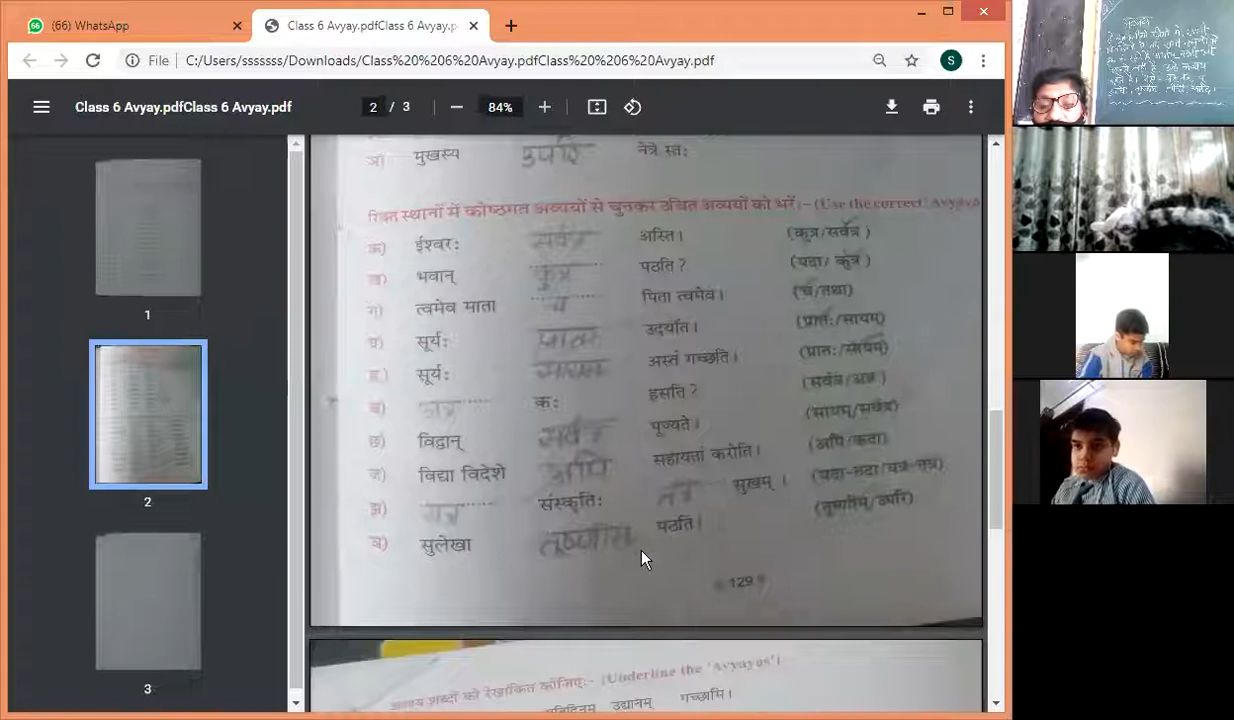 (66) WhatsApp
Class 6 Avyay.pdfClass 6 Avyay.p
File C:/Users/sssssss/Downloads/Class%20%206%20Avyay.pdfClass%20%206%20Avyay.pdf
S
Class 6 Avyay.pdfClass 6 Avyay.pdf 2 / 3 84%
1
2
3
ञ) मुखस्य उपरि नेत्रे स्तः
रिक्त स्थानों में कोष्ठगत अव्ययों से चुनकर उचित अव्ययों को भरें:- (Use the correct 'Avyaya
क) ईश्वरः सर्वत्र अस्ति। (कुत्र/सर्वत्र)
ख) भवान् कुत्र पठति ? (यदा/ कुत्र)
ग) त्वमेव माता च पिता त्वमेव। (च/तथा)
घ) सूर्यः प्रातः उदयति। (प्रातः/सायम्)
ङ) सूर्यः सायम् अस्तं गच्छति। (प्रातः/सायम्)
च) अत्र कः हसति ? (सर्वत्र/अत्र)
छ) विद्वान् सर्वत्र पूज्यते। (सायम्/सर्वत्र)
ज) विद्या विदेशे अपि सहायतां करोति। (अपि/कदा)
झ) यत्र संस्कृतिः तत्र सुखम् । (यदा-तदा/यत्र-तत्र)
ञ) सुलेखा तूष्णीम् पठति। (तूष्णीम्/उपरि)
129
अव्यय शब्दों को रेखांकित कीजिए:- (Underline the 'Avyayas')
प्रतिदिनम् उद्यानम् गच्छामि।